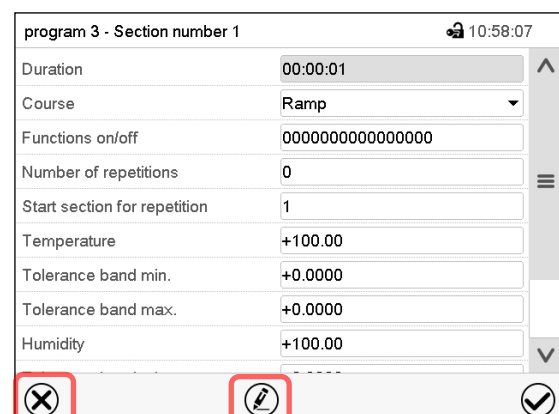 program 3 - Section number 1 10:58:07
Duration 00:00:01
Course Ramp
Functions on/off 0000000000000000
Number of repetitions 0
Start section for repetition 1
Temperature +100.00
Tolerance band min. +0.0000
Tolerance band max. +0.0000
Humidity +100.00